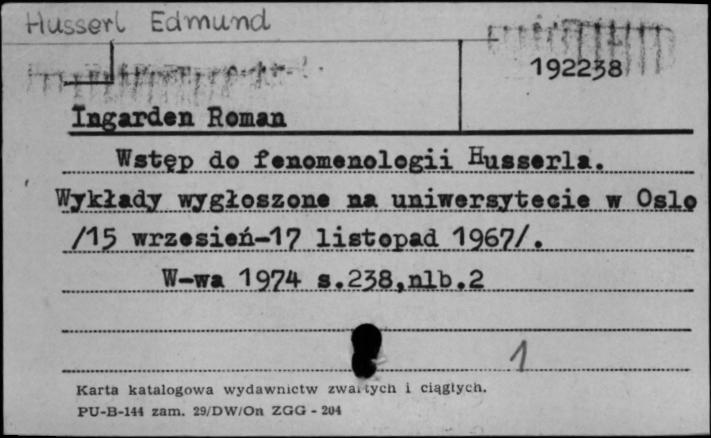 Husserl Edmund
192238
Ingarden Roman
Wstęp do fenomenologii Husserla.
Wykłady wygłoszone na uniwersytecie w Oslo
/15 wrzesień-17 listopad 1967/.
W-wa 1974 s.238,nlb.2
1
Karta katalogowa wydawnictw zwartych i ciągłych.
PU-B-144 zam. 29/DW/On ZGG - 204